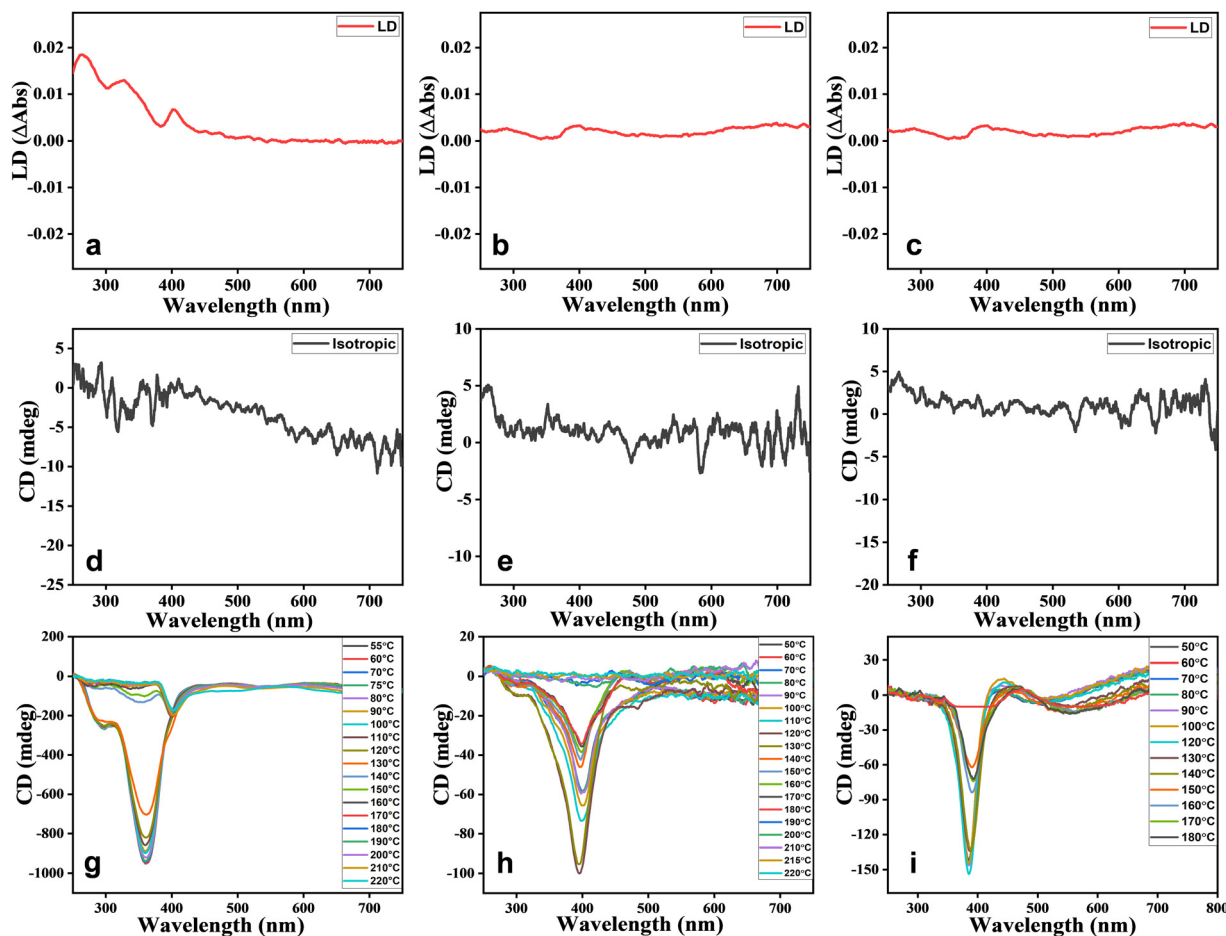 LD
0.02
0.01
0.00
-0.01
-0.02
LD (ΔAbs)
a
300 400 500 600 700
Wavelength (nm)
LD
0.02
0.01
0.00
-0.01
-0.02
LD (ΔAbs)
b
300 400 500 600 700
Wavelength (nm)
LD
0.02
0.01
0.00
-0.01
-0.02
LD (ΔAbs)
c
300 400 500 600 700
Wavelength (nm)
Isotropic
5
0
-5
-10
-15
-20
-25
CD (mdeg)
d
300 400 500 600 700
Wavelength (nm)
Isotropic
10
5
0
-5
-10
CD (mdeg)
e
300 400 500 600 700
Wavelength (nm)
Isotropic
10
5
0
-5
-10
-15
-20
CD (mdeg)
f
300 400 500 600 700
Wavelength (nm)
200
0
-200
-400
-600
-800
-1000
CD (mdeg)
g
55°C
60°C
70°C
75°C
80°C
90°C
100°C
110°C
120°C
130°C
140°C
150°C
160°C
170°C
180°C
190°C
200°C
210°C
220°C
300 400 500 600 700
Wavelength (nm)
20
0
-20
-40
-60
-80
-100
CD (mdeg)
h
50°C
60°C
70°C
80°C
90°C
100°C
110°C
120°C
130°C
140°C
150°C
160°C
170°C
180°C
190°C
200°C
210°C
215°C
220°C
300 400 500 600 700
Wavelength (nm)
30
0
-30
-60
-90
-120
-150
CD (mdeg)
i
50°C
60°C
70°C
80°C
90°C
100°C
120°C
130°C
140°C
150°C
160°C
170°C
180°C
300 400 500 600 700 800
Wavelength (nm)